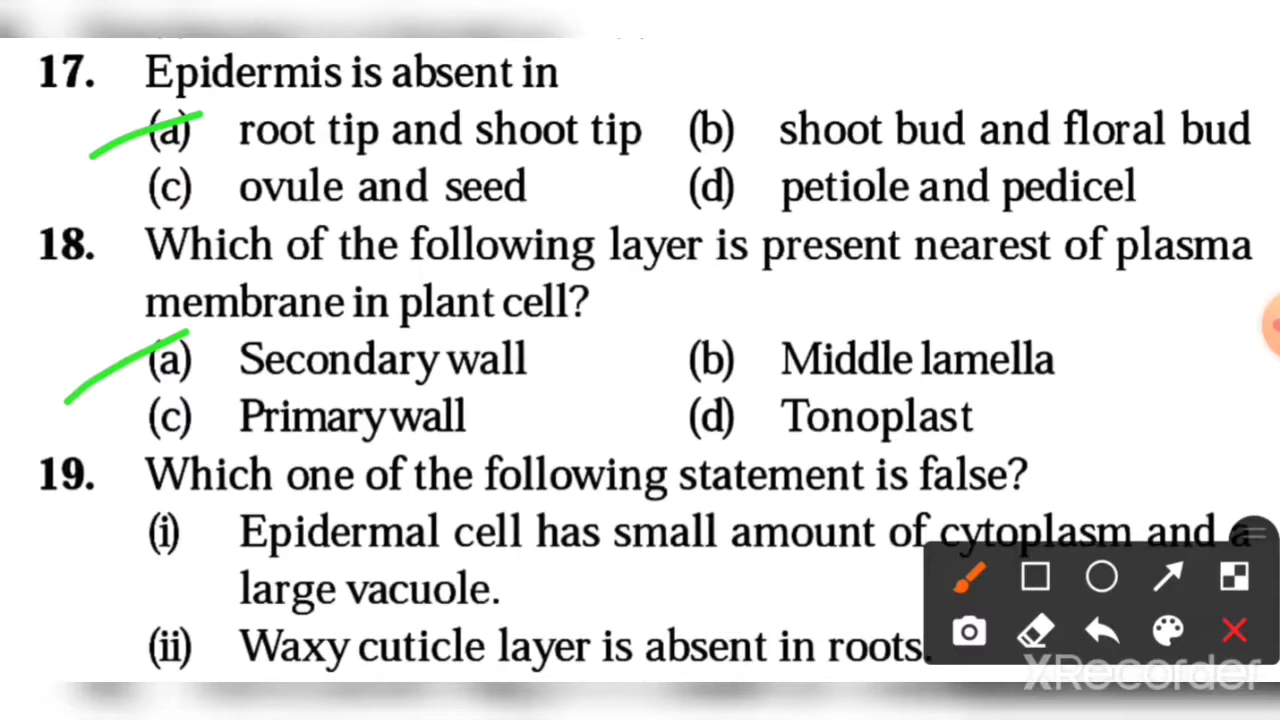 17. Epidermis is absent in
(a) root tip and shoot tip (b) shoot bud and floral bud
(c) ovule and seed (d) petiole and pedicel
18. Which of the following layer is present nearest of plasma
membrane in plant cell?
(a) Secondary wall (b) Middle lamella
(c) Primary wall (d) Tonoplast
19. Which one of the following statement is false?
(i) Epidermal cell has small amount of cytoplasm and a
large vacuole.
(ii) Waxy cuticle layer is absent in roots.
XRecorder